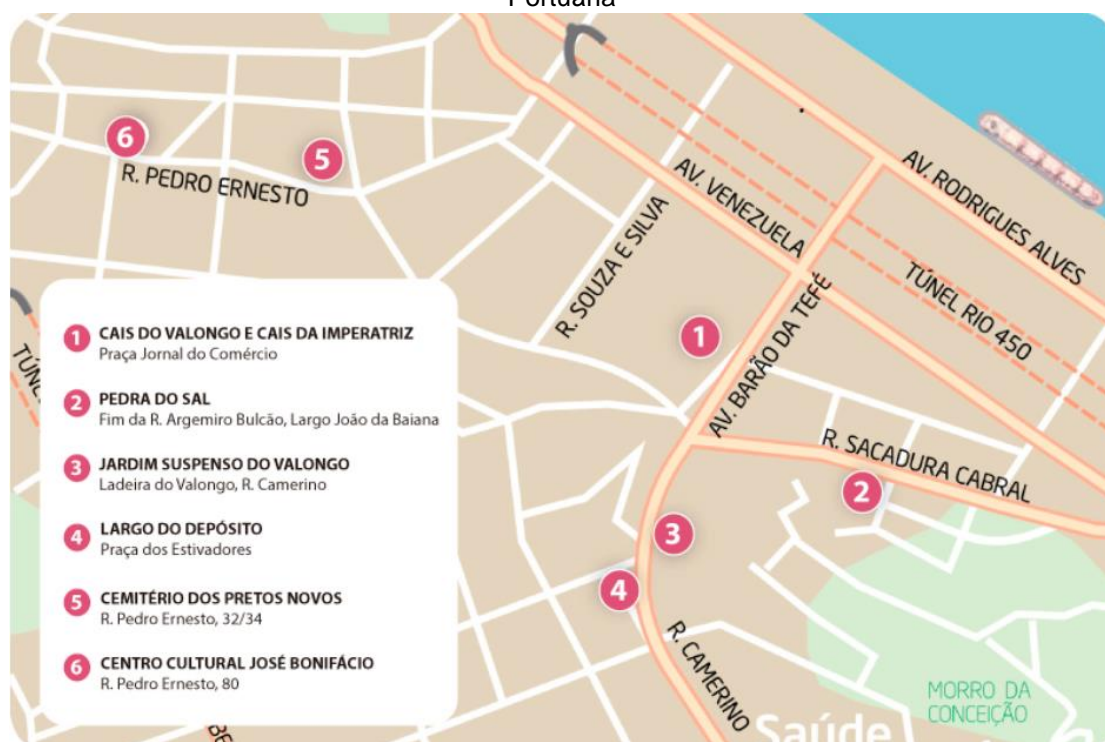 Portuária
6
5
R. PEDRO ERNESTO
AV. VENEZUELA
AV. RODRIGUES ALVES
R. SOUZA E SILVA
TÚNEL RIO 450
1
AV. BARÃO DA TEFÉ
R. SACADURA CABRAL
2
3
4
R. CAMERINO
MORRO DA
CONCEIÇÃO
Saúde
1 CAIS DO VALONGO E CAIS DA IMPERATRIZ
Praça Jornal do Comércio
2 PEDRA DO SAL
Fim da R. Argemiro Bulcão, Largo João da Baiana
3 JARDIM SUSPENSO DO VALONGO
Ladeira do Valongo, R. Camerino
4 LARGO DO DEPÓSITO
Praça dos Estivadores
5 CEMITÉRIO DOS PRETOS NOVOS
R. Pedro Ernesto, 32/34
6 CENTRO CULTURAL JOSÉ BONIFÁCIO
R. Pedro Ernesto, 80